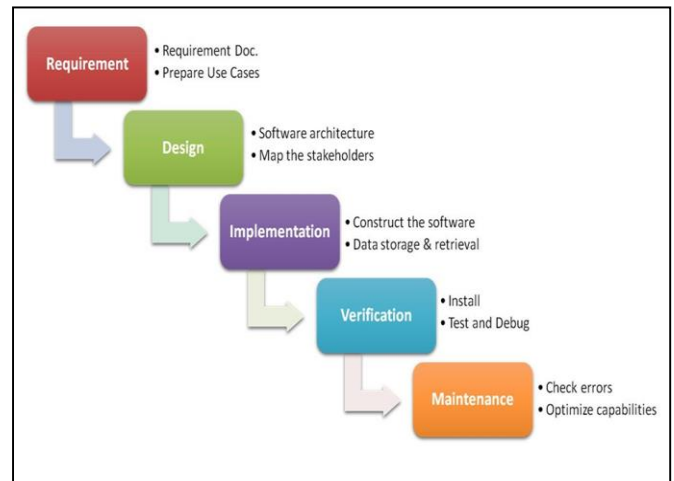 Requirement
• Requirement Doc.
• Prepare Use Cases
Design
• Software architecture
• Map the stakeholders
Implementation
• Construct the software
• Data storage & retrieval
Verification
• Install
• Test and Debug
Maintenance
• Check errors
• Optimize capabilities